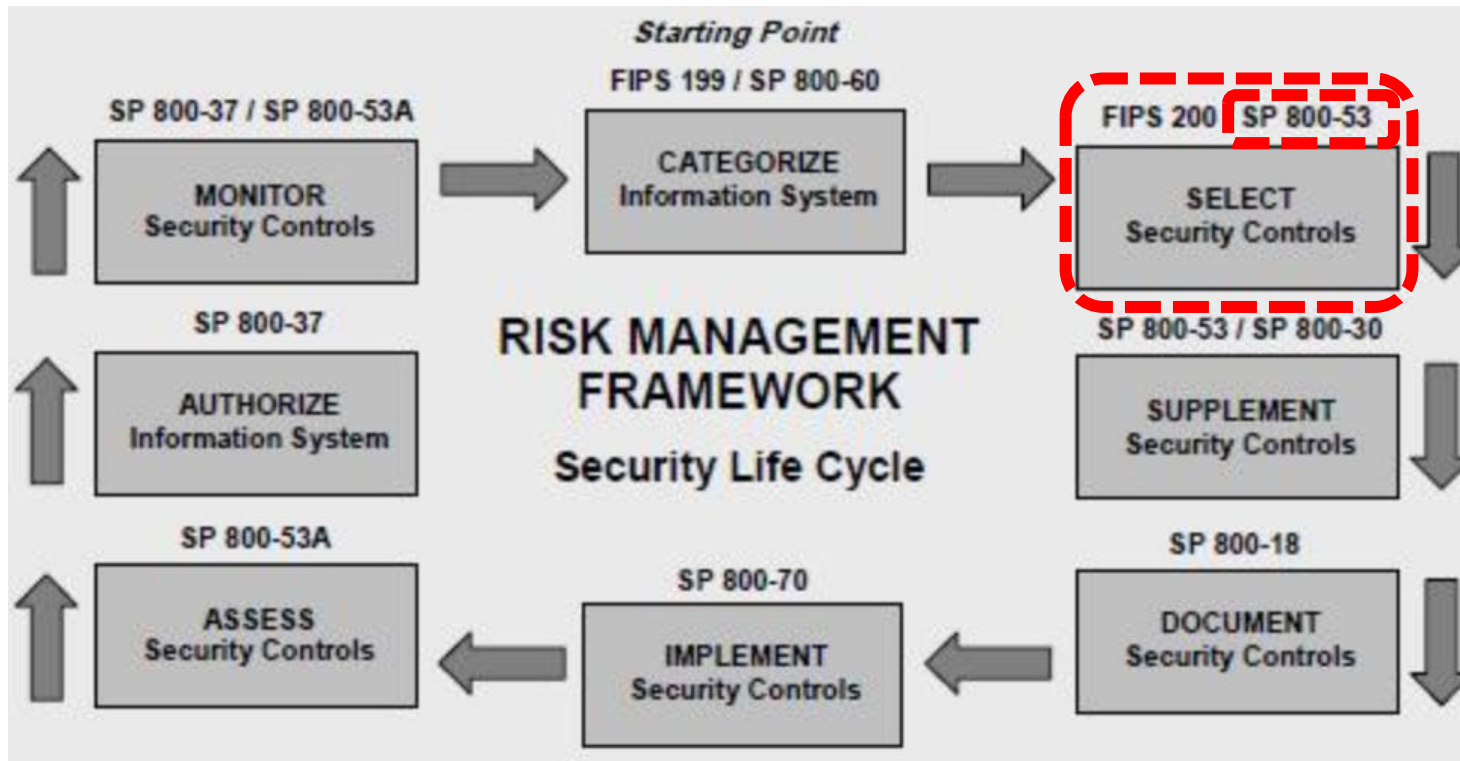 Starting Point
FIPS 199 / SP 800-60
CATEGORIZE
Information System
FIPS 200 SP 800-53
SELECT
Security Controls
SP 800-53 / SP 800-30
SUPPLEMENT
Security Controls
SP 800-18
DOCUMENT
Security Controls
SP 800-70
IMPLEMENT
Security Controls
SP 800-53A
ASSESS
Security Controls
SP 800-37
AUTHORIZE
Information System
SP 800-37 / SP 800-53A
MONITOR
Security Controls
RISK MANAGEMENT
FRAMEWORK
Security Life Cycle